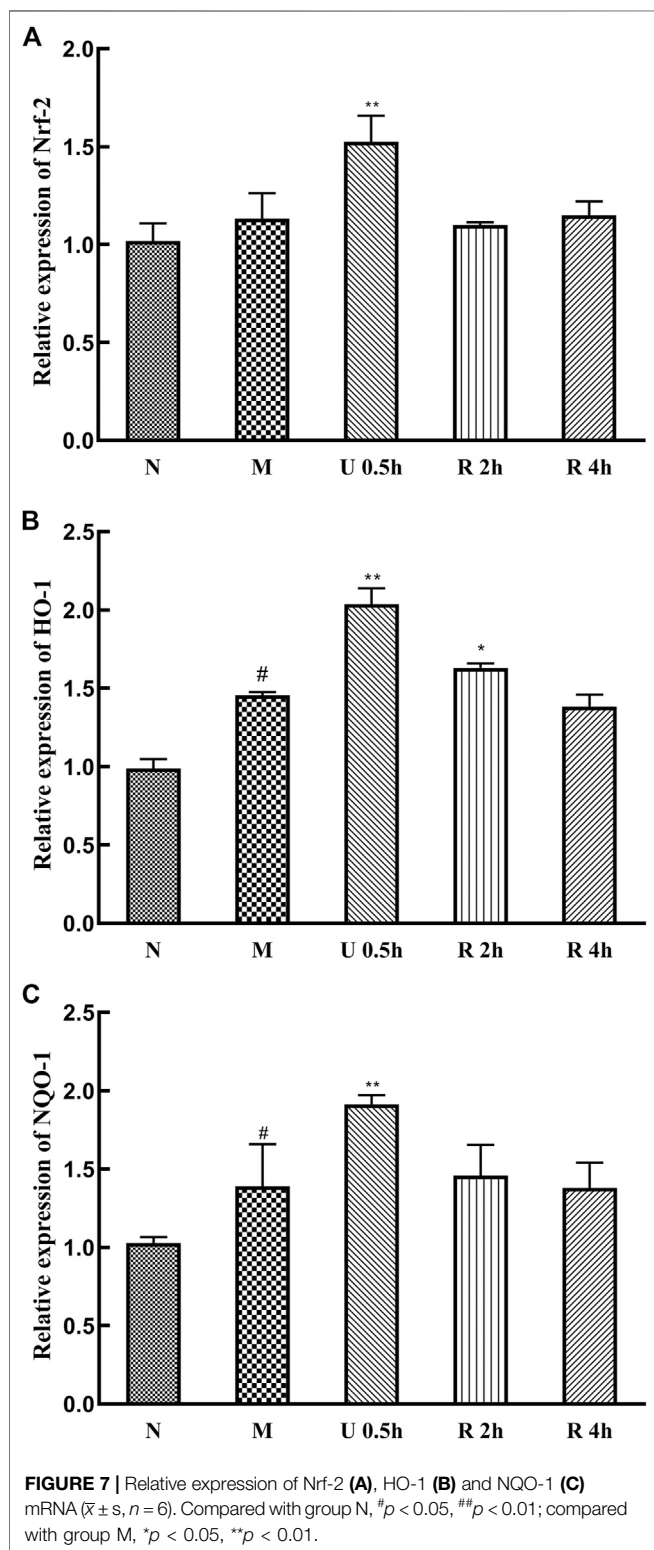 A
Relative expression of Nrf-2
2.0
1.5
1.0
0.5
0.0
**
N M U 0.5h R 2h R 4h
B
Relative expression of HO-1
2.5
2.0
1.5
1.0
0.5
0.0
#
**
*
N M U 0.5h R 2h R 4h
C
Relative expression of NQO-1
2.5
2.0
1.5
1.0
0.5
0.0
#
**
N M U 0.5h R 2h R 4h
FIGURE 7 | Relative expression of Nrf-2 (A), HO-1 (B) and NQO-1 (C)
mRNA (x̅ ± s, n = 6). Compared with group N, #p < 0.05, ##p < 0.01; compared
with group M, *p < 0.05, **p < 0.01.